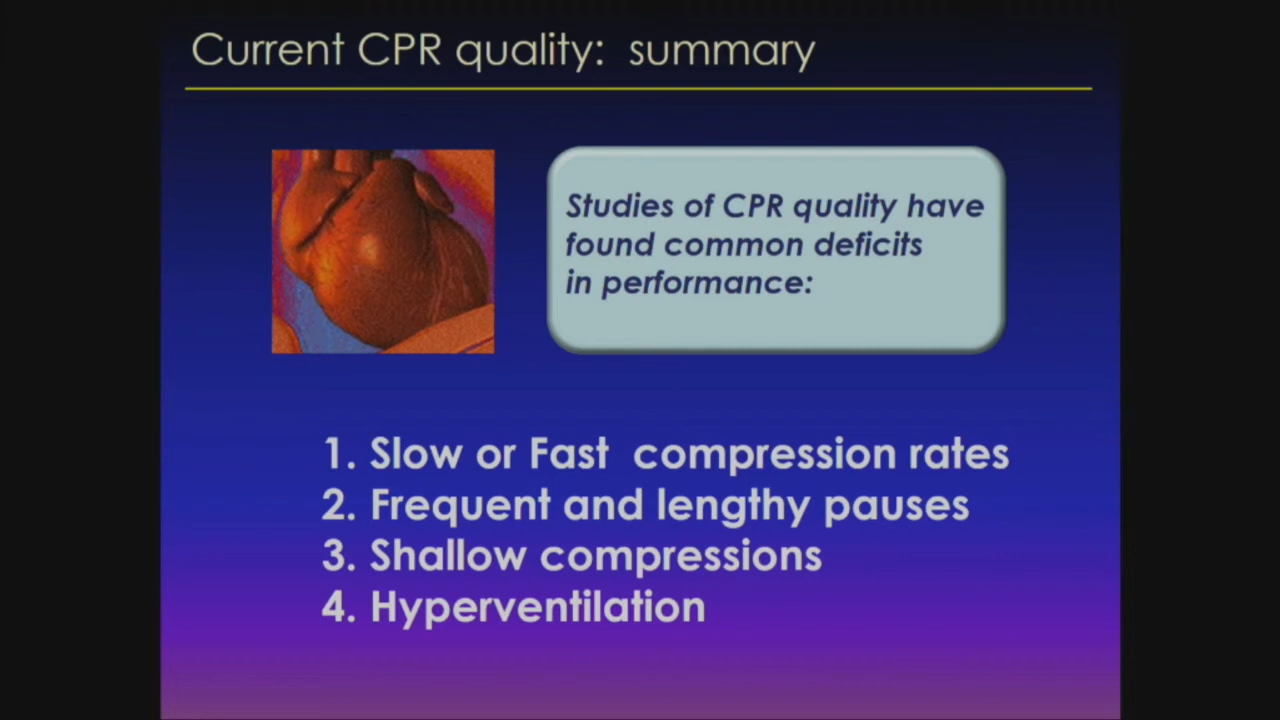 Current CPR quality:  summary
Studies of CPR quality have
found common deficits
in performance:
1. Slow or Fast  compression rates
2. Frequent and lengthy pauses
3. Shallow compressions
4. Hyperventilation